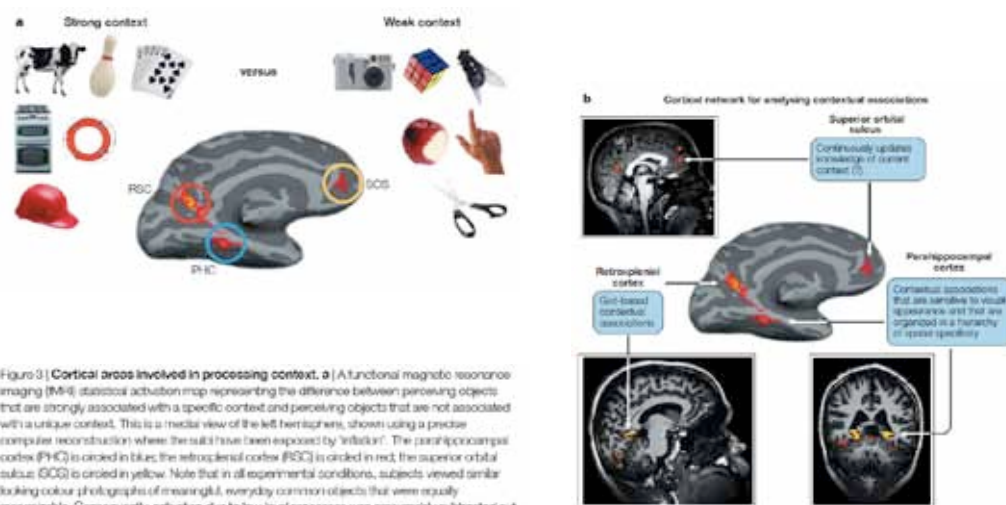 a
Strong context
Weak context
versus
RSC
SOS
PHC
Figure 3 | Cortical areas involved in processing context. a | A functional magnetic resonance
imaging (fMRI) statistical activation map representing the difference between perceiving objects
that are strongly associated with a specific context and perceiving objects that are not associated
with a unique context. This is a medial view of the left hemisphere, shown using a precise
computer reconstruction where the sulci have been exposed by 'inflation'. The parahippocampal
cortex (PHC) is circled in blue; the retrosplenial cortex (RSC) is circled in red; the superior orbital
sulcus (SOS) is circled in yellow. Note that in all experimental conditions, subjects viewed similar
looking colour photographs of meaningful, everyday common objects that were equally
b
Cortical network for analysing contextual associations
Superior orbital
sulcus
Continuously updates
knowledge of current
context (?)
Retrosplenial
cortex
Gist-based
contextual
associations
Parahippocampal
cortex
Contextual associations
that are sensitive to visual
appearance and that are
organized in a hierarchy
of spatial specificity